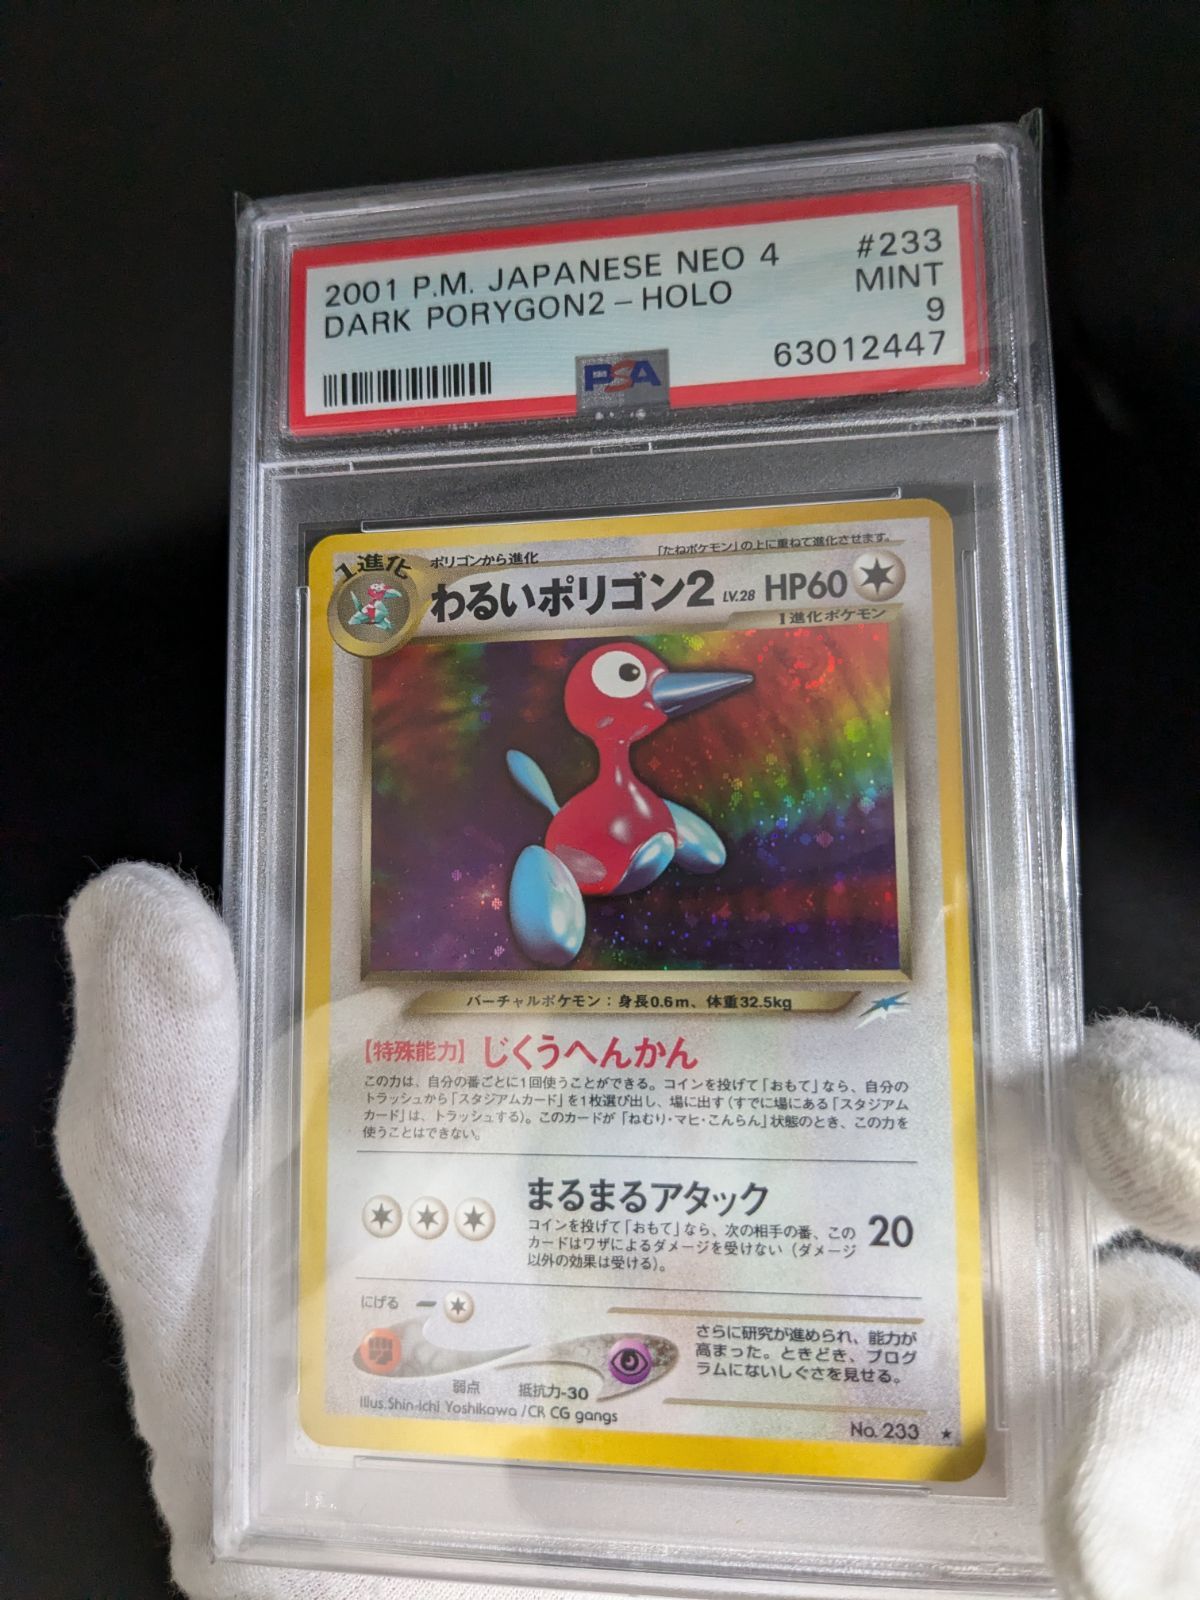 2001 P.M. JAPANESE NEO 4 #233
DARK PORYGON2 – HOLO MINT
9
63012447
PSA
1進化
ポリゴンから進化
「たねポケモン」の上に重ねて進化させます。
わるいポリゴン2 LV.28 HP60
1進化ポケモン
バーチャルポケモン：身長0.6m、体重32.5kg
【特殊能力】じくうへんかん
この力は、自分の番ごとに1回使うことができる。コインを投げて「おもて」なら、自分の
トラッシュから「スタジアムカード」を1枚選び出し、場に出す（すでに場にある「スタジアム
カード」は、トラッシュする）。このカードが「ねむり・マヒ・こんらん」状態のとき、この力を
使うことはできない。
まるまるアタック 20
コインを投げて「おもて」なら、次の相手の番、この
カードはワザによるダメージを受けない（ダメージ
以外の効果は受ける）。
にげる
弱点 抵抗力-30
さらに研究が進められ、能力が
高まった。ときどき、プログ
ラムにないしぐさを見せる。
Illus.Shin-ichi Yoshikawa /CR CG gangs
No. 233 ★